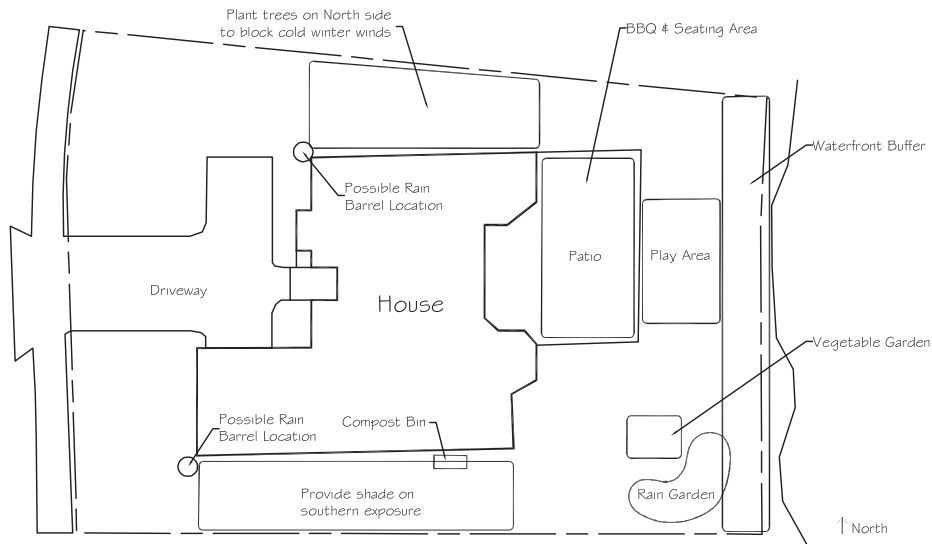 Plant trees on North side
to block cold winter winds
BBQ & Seating Area
Waterfront Buffer
Possible Rain
Barrel Location
Patio
Play Area
Driveway
House
Vegetable Garden
Possible Rain
Barrel Location
Compost Bin
Provide shade on
southern exposure
Rain Garden
North